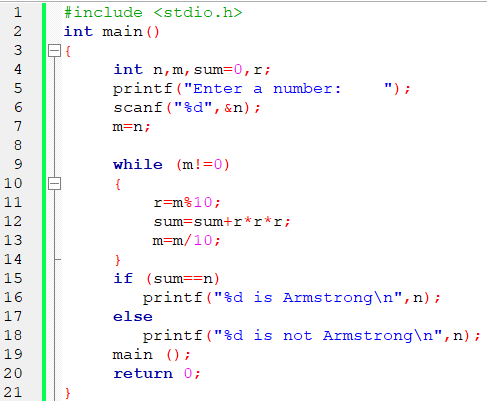 1 #include <stdio.h>
2 int main()
3 {
4 int n,m,sum=0,r;
5 printf("Enter a number:    ");
6 scanf("%d",&n);
7 m=n;
8
9 while (m!=0)
10 {
11 r=m%10;
12 sum=sum+r*r*r;
13 m=m/10;
14 }
15 if (sum==n)
16 printf("%d is Armstrong\n",n);
17 else
18 printf("%d is not Armstrong\n",n);
19 main ();
20 return 0;
21 }